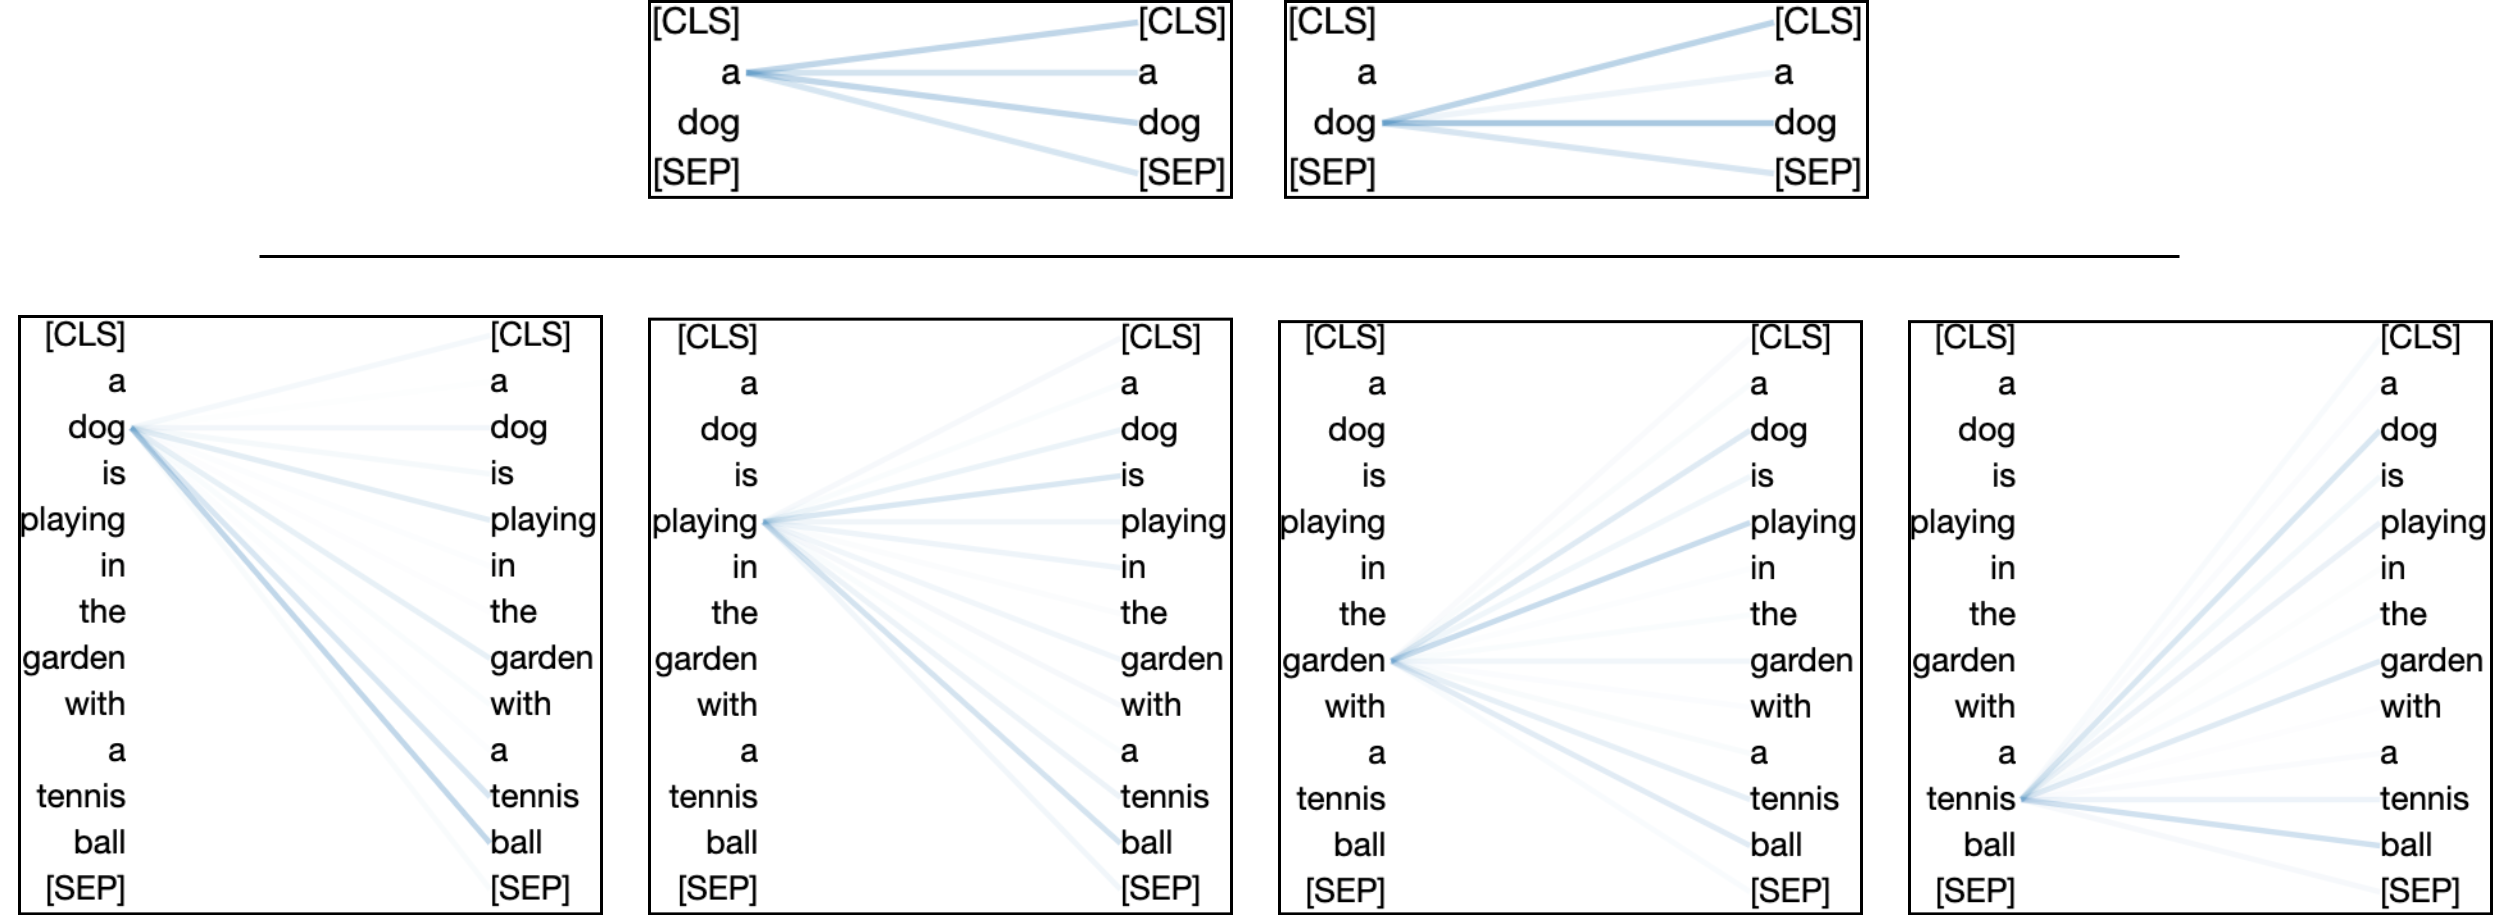 [CLS] [CLS]
a a
dog dog
[SEP] [SEP]
[CLS] [CLS]
a a
dog dog
[SEP] [SEP]
[CLS] [CLS]
a a
dog dog
is is
playing playing
in in
the the
garden garden
with with
a a
tennis tennis
ball ball
[SEP] [SEP]
[CLS] [CLS]
a a
dog dog
is is
playing playing
in in
the the
garden garden
with with
a a
tennis tennis
ball ball
[SEP] [SEP]
[CLS] [CLS]
a a
dog dog
is is
playing playing
in in
the the
garden garden
with with
a a
tennis tennis
ball ball
[SEP] [SEP]
[CLS] [CLS]
a a
dog dog
is is
playing playing
in in
the the
garden garden
with with
a a
tennis tennis
ball ball
[SEP] [SEP]